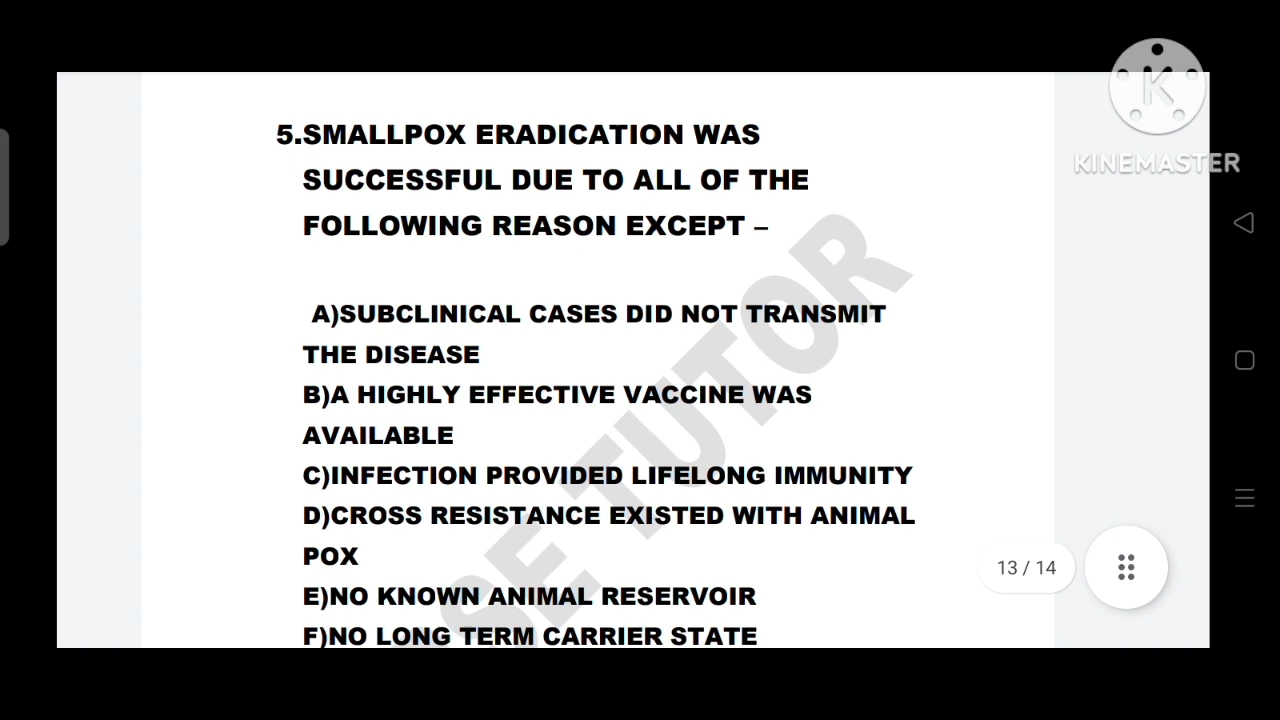 KINEMASTER
5.SMALLPOX ERADICATION WAS
SUCCESSFUL DUE TO ALL OF THE
FOLLOWING REASON EXCEPT –
A)SUBCLINICAL CASES DID NOT TRANSMIT
THE DISEASE
B)A HIGHLY EFFECTIVE VACCINE WAS
AVAILABLE
C)INFECTION PROVIDED LIFELONG IMMUNITY
D)CROSS RESISTANCE EXISTED WITH ANIMAL
POX
E)NO KNOWN ANIMAL RESERVOIR
F)NO LONG TERM CARRIER STATE
SE TUTOR
13 / 14